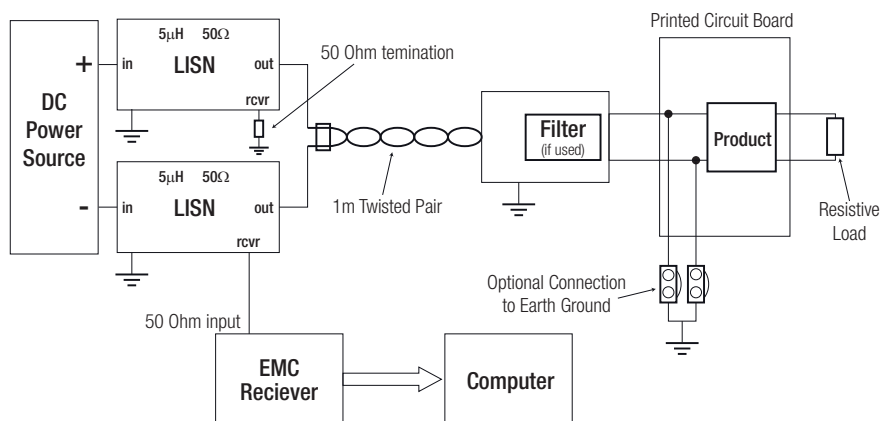 Printed Circuit Board
5µH 50Ω
LISN
in
out
rcvr
50 Ohm temination
+
DC
Power
Source
-
5µH 50Ω
LISN
in
out
rcvr
1m Twisted Pair
Filter
(if used)
Product
Resistive
Load
Optional Connection
to Earth Ground
50 Ohm input
EMC
Reciever
Computer